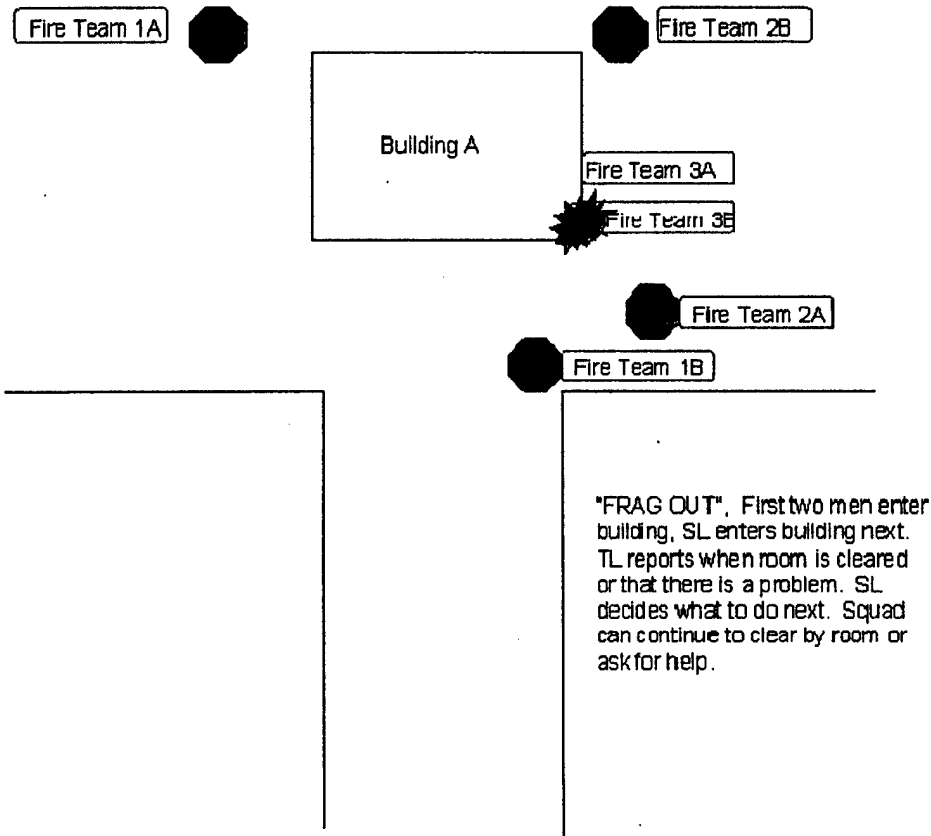 Fire Team 1A
Fire Team 2B
Building A
Fire Team 3A
Fire Team 3B
Fire Team 2A
Fire Team 1B
"FRAG OUT". First two men enter
building, SL enters building next.
TL reports when room is cleared
or that there is a problem. SL
decides what to do next. Squad
can continue to clear by room or
ask for help.